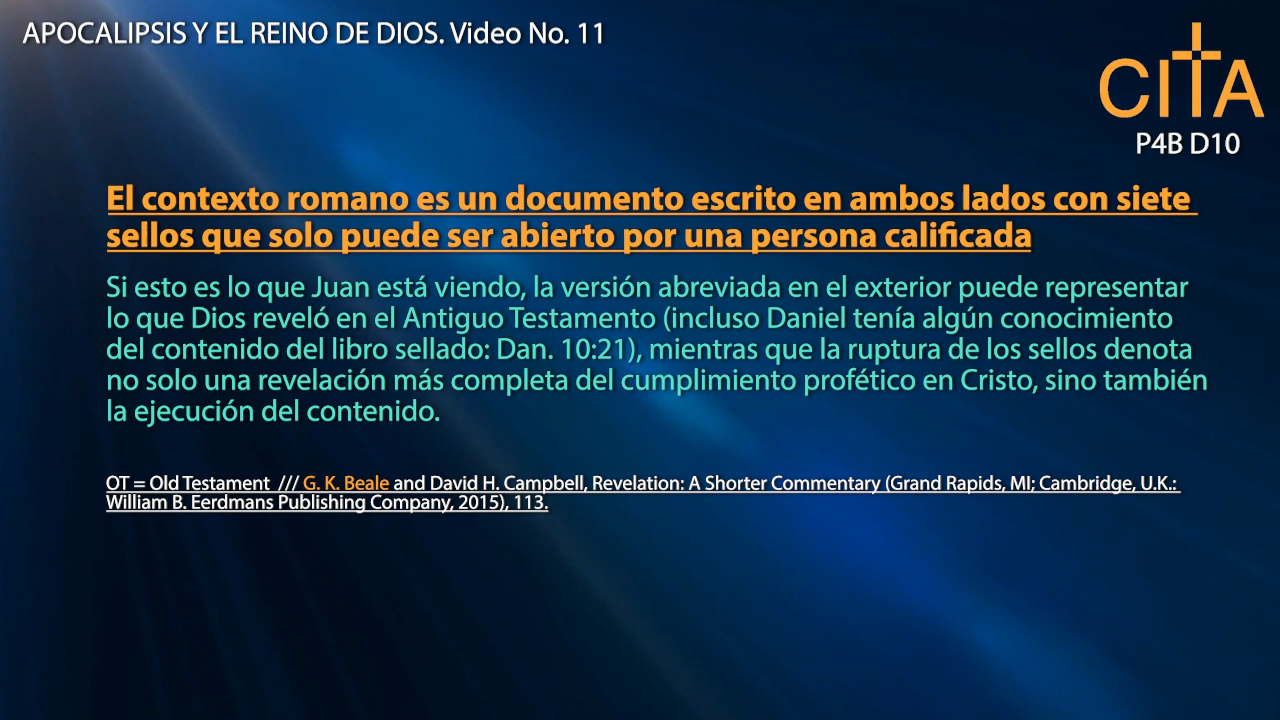 APOCALIPSIS Y EL REINO DE DIOS. Video No. 11
CITA
P4B D10
El contexto romano es un documento escrito en ambos lados con siete
sellos que solo puede ser abierto por una persona calificada
Si esto es lo que Juan está viendo, la versión abreviada en el exterior puede representar
lo que Dios reveló en el Antiguo Testamento (incluso Daniel tenía algún conocimiento
del contenido del libro sellado: Dan. 10:21), mientras que la ruptura de los sellos denota
no solo una revelación más completa del cumplimiento profético en Cristo, sino también
la ejecución del contenido.
OT = Old Testament /// G. K. Beale and David H. Campbell, Revelation: A Shorter Commentary (Grand Rapids, MI; Cambridge, U.K.:
William B. Eerdmans Publishing Company, 2015), 113.